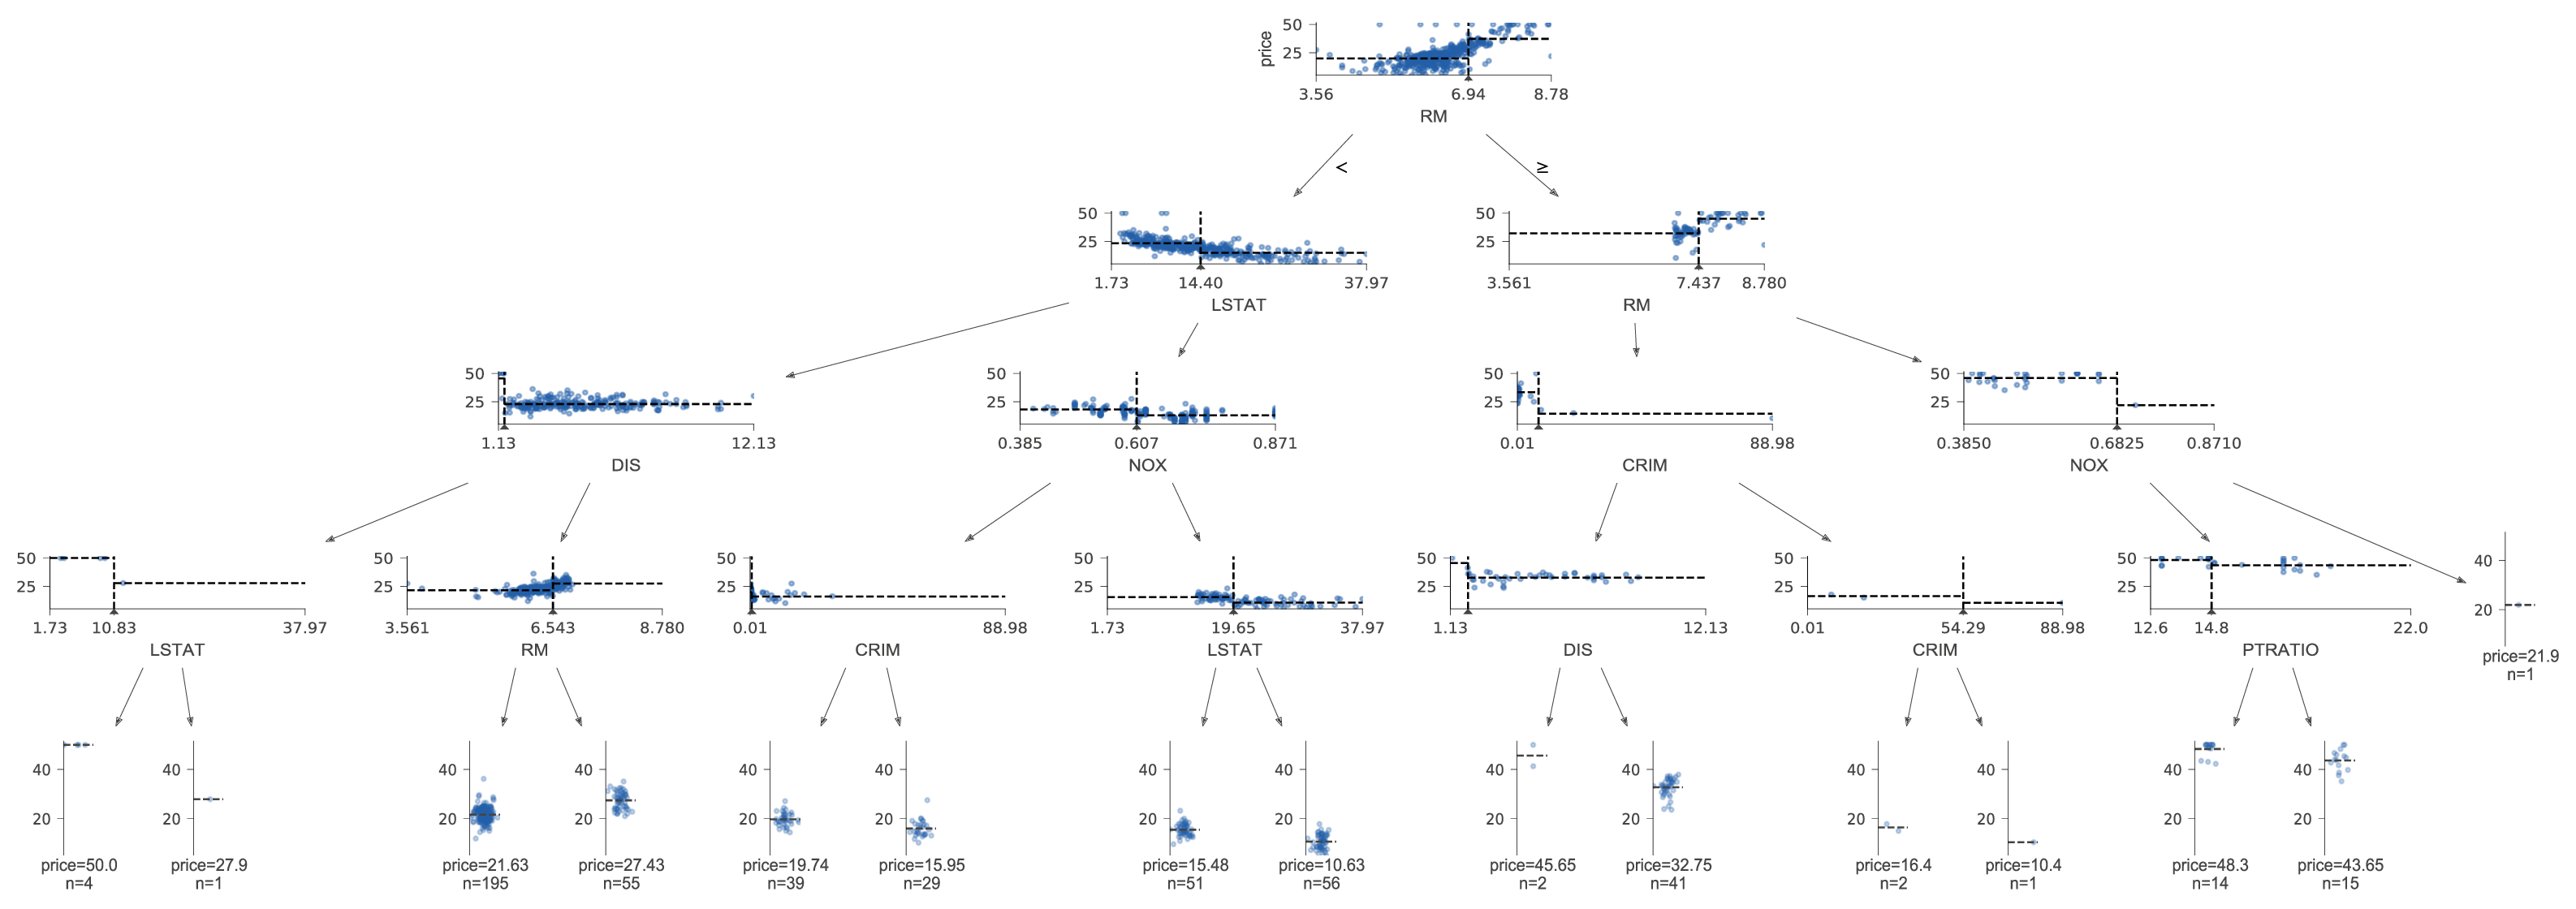 price
50
25
3.56 6.94 8.78
RM
< ≥
50
25
1.73 14.40 37.97
LSTAT
50
25
3.561 7.437 8.780
RM
50
25
1.13 12.13
DIS
50
25
0.385 0.607 0.871
NOX
50
25
0.01 88.98
CRIM
50
25
0.3850 0.6825 0.8710
NOX
50
25
1.73 10.83 37.97
LSTAT
50
25
3.561 6.543 8.780
RM
50
25
0.01 88.98
CRIM
50
25
1.73 19.65 37.97
LSTAT
50
25
1.13 12.13
DIS
50
25
0.01 54.29 88.98
CRIM
50
25
12.6 14.8 22.0
PTRATIO
40
20
price=21.9
n=1
40
20
price=50.0
n=4
40
20
price=27.9
n=1
40
20
price=21.63
n=195
40
20
price=27.43
n=55
40
20
price=19.74
n=39
40
20
price=15.95
n=29
40
20
price=15.48
n=51
40
20
price=10.63
n=56
40
20
price=45.65
n=2
40
20
price=32.75
n=41
40
20
price=16.4
n=2
40
20
price=10.4
n=1
40
20
price=48.3
n=14
40
20
price=43.65
n=15